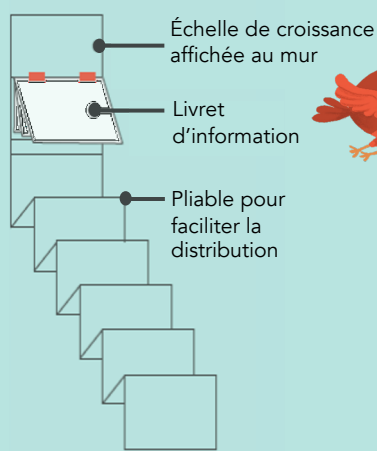 Échelle de croissance
affichée au mur
Livret
d'information
Pliable pour
faciliter la
distribution